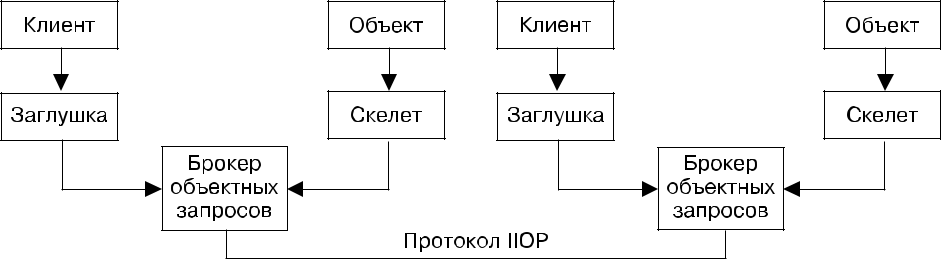 Клиент
Объект
Клиент
Объект
Заглушка
Скелет
Заглушка
Скелет
Брокер
объектных
запросов
Брокер
объектных
запросов
Протокол IIOP